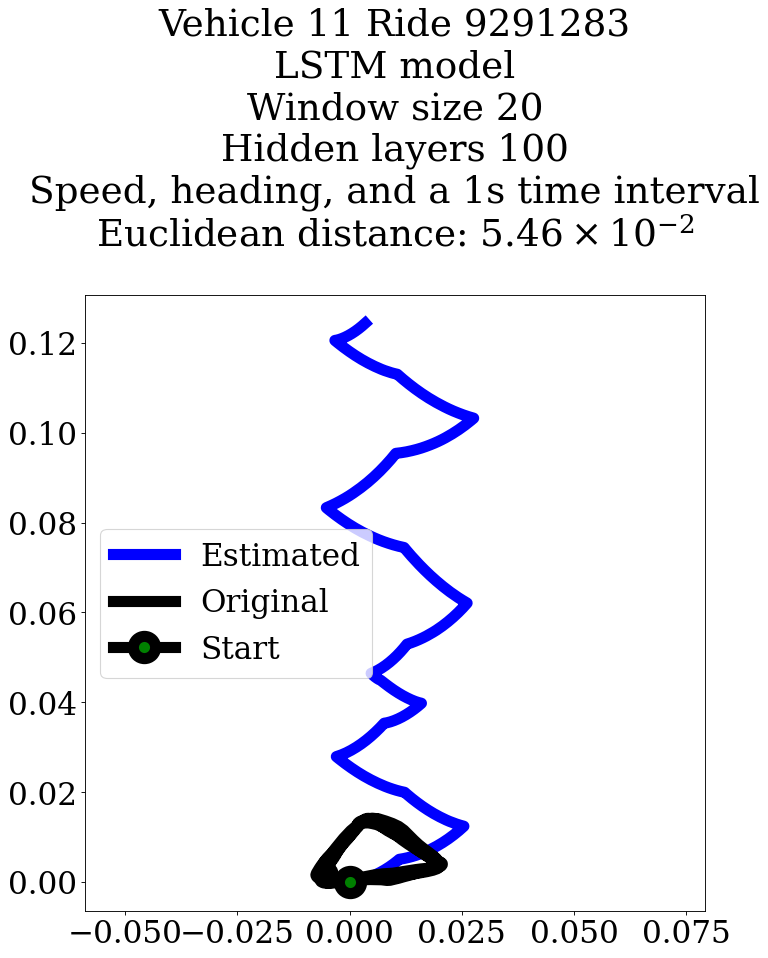 Vehicle 11 Ride 9291283
LSTM model
Window size 20
Hidden layers 100
Speed, heading, and a 1s time interval
Euclidean distance: 5.46 × 10⁻²
0.12
0.10
0.08
0.06
0.04
0.02
0.00
Estimated
Original
Start
−0.050 −0.025 0.000 0.025 0.050 0.075